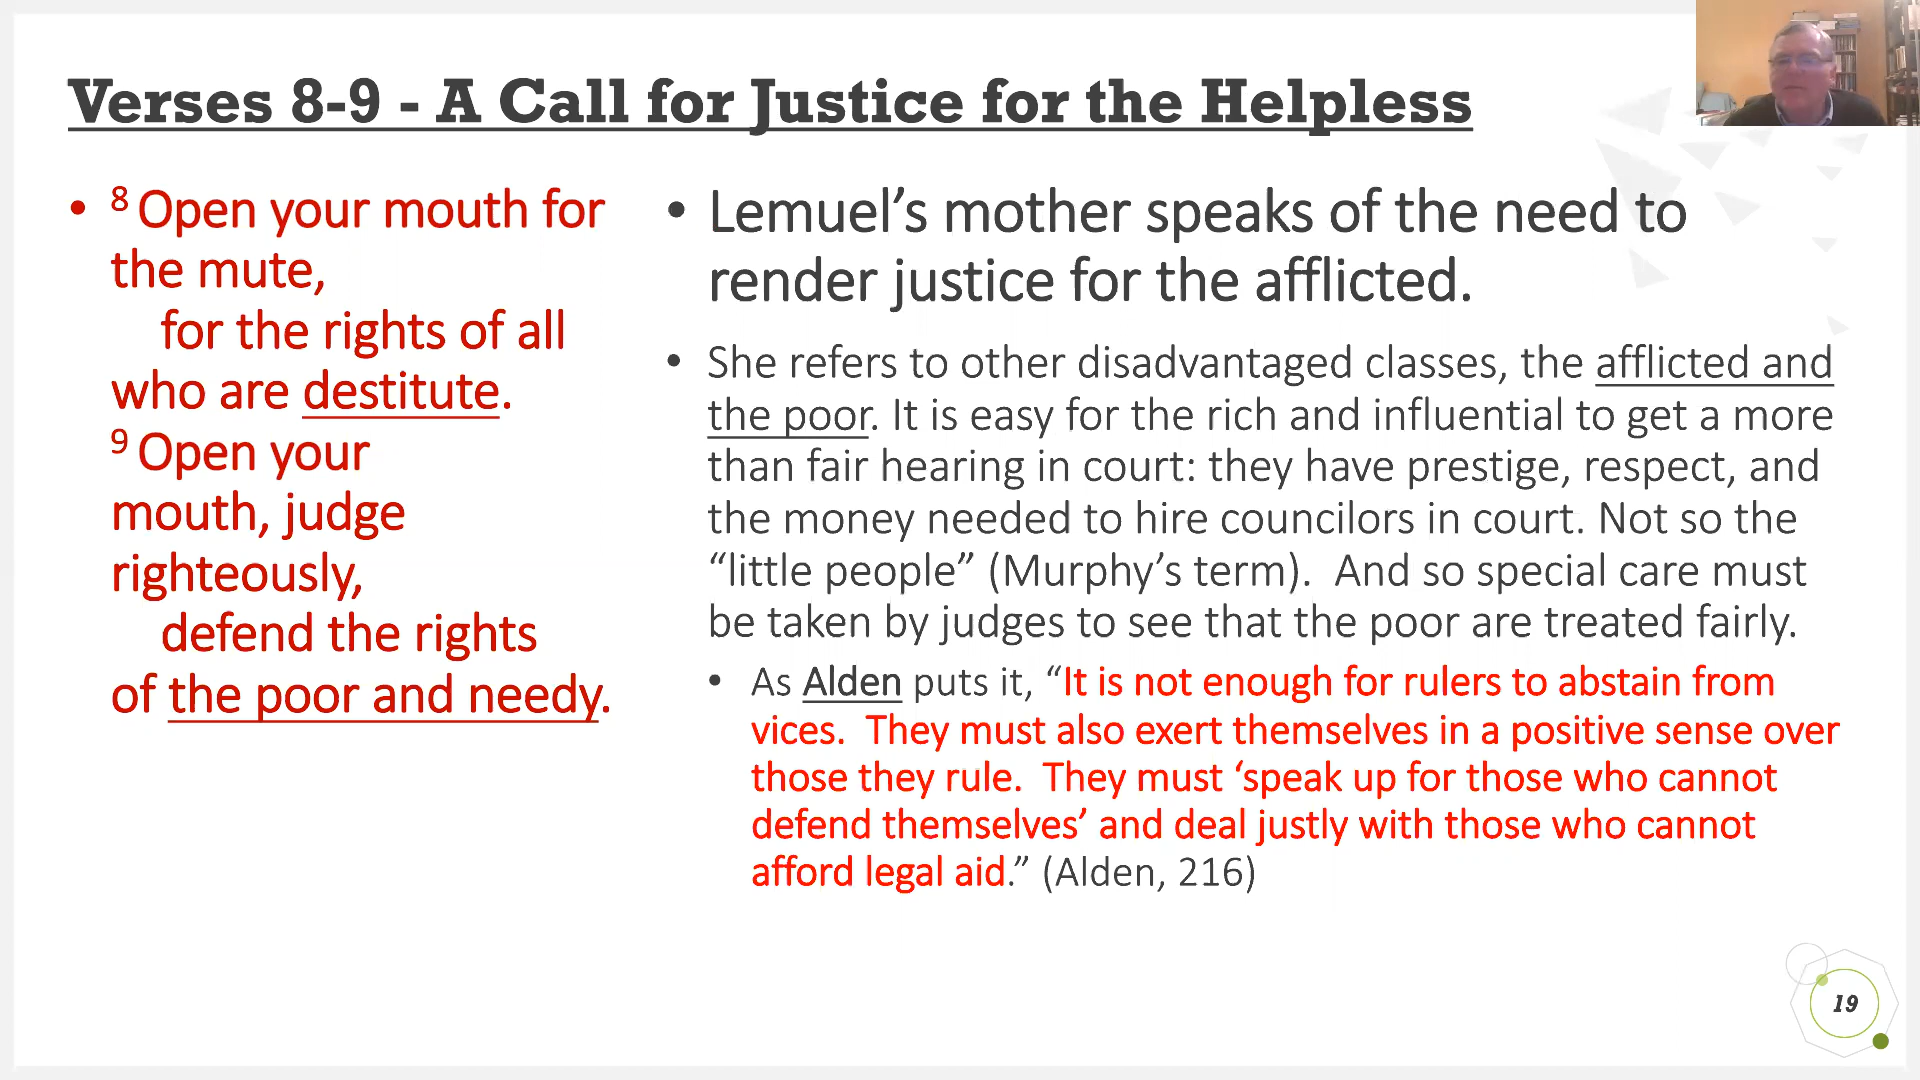 Verses 8-9 - A Call for Justice for the Helpless
• 8 Open your mouth for
the mute,
for the rights of all
who are destitute.
9 Open your
mouth, judge
righteously,
defend the rights
of the poor and needy.
• Lemuel’s mother speaks of the need to
render justice for the afflicted.
• She refers to other disadvantaged classes, the afflicted and
the poor. It is easy for the rich and influential to get a more
than fair hearing in court: they have prestige, respect, and
the money needed to hire councilors in court. Not so the
“little people” (Murphy’s term). And so special care must
be taken by judges to see that the poor are treated fairly.
• As Alden puts it, “It is not enough for rulers to abstain from
vices. They must also exert themselves in a positive sense over
those they rule. They must ‘speak up for those who cannot
defend themselves’ and deal justly with those who cannot
afford legal aid.” (Alden, 216)
19